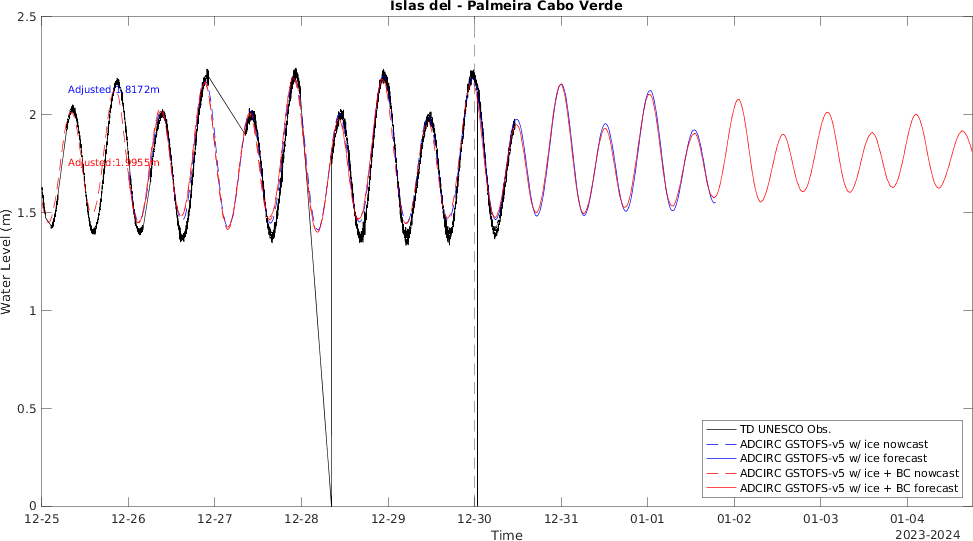 Islas del - Palmeira Cabo Verde
2.5
2
1.5
1
0.5
0
Water Level (m)
Adjusted:1.8172m
Adjusted:1.9955m
TD UNESCO Obs.
ADCIRC GSTOFS-v5 w/ ice nowcast
ADCIRC GSTOFS-v5 w/ ice forecast
ADCIRC GSTOFS-v5 w/ ice + BC nowcast
ADCIRC GSTOFS-v5 w/ ice + BC forecast
12-25 12-26 12-27 12-28 12-29 12-30 12-31 01-01 01-02 01-03 01-04
Time
2023-2024